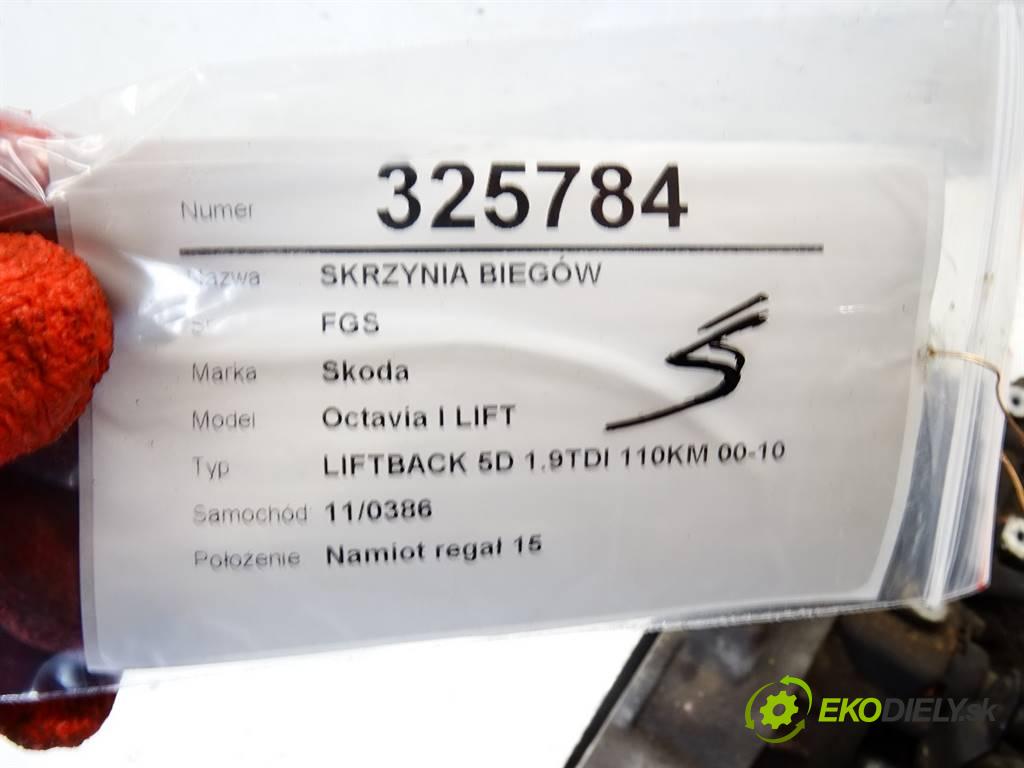 Numer 325784
Nazwa SKRZYNIA BIEGÓW
FGS
Marka Skoda
Model Octavia I LIFT
Typ LIFTBACK 5D 1.9TDI 110KM 00-10
Samochód 11/0386
Położenie Namiot regał 15
EKODIELY.sk